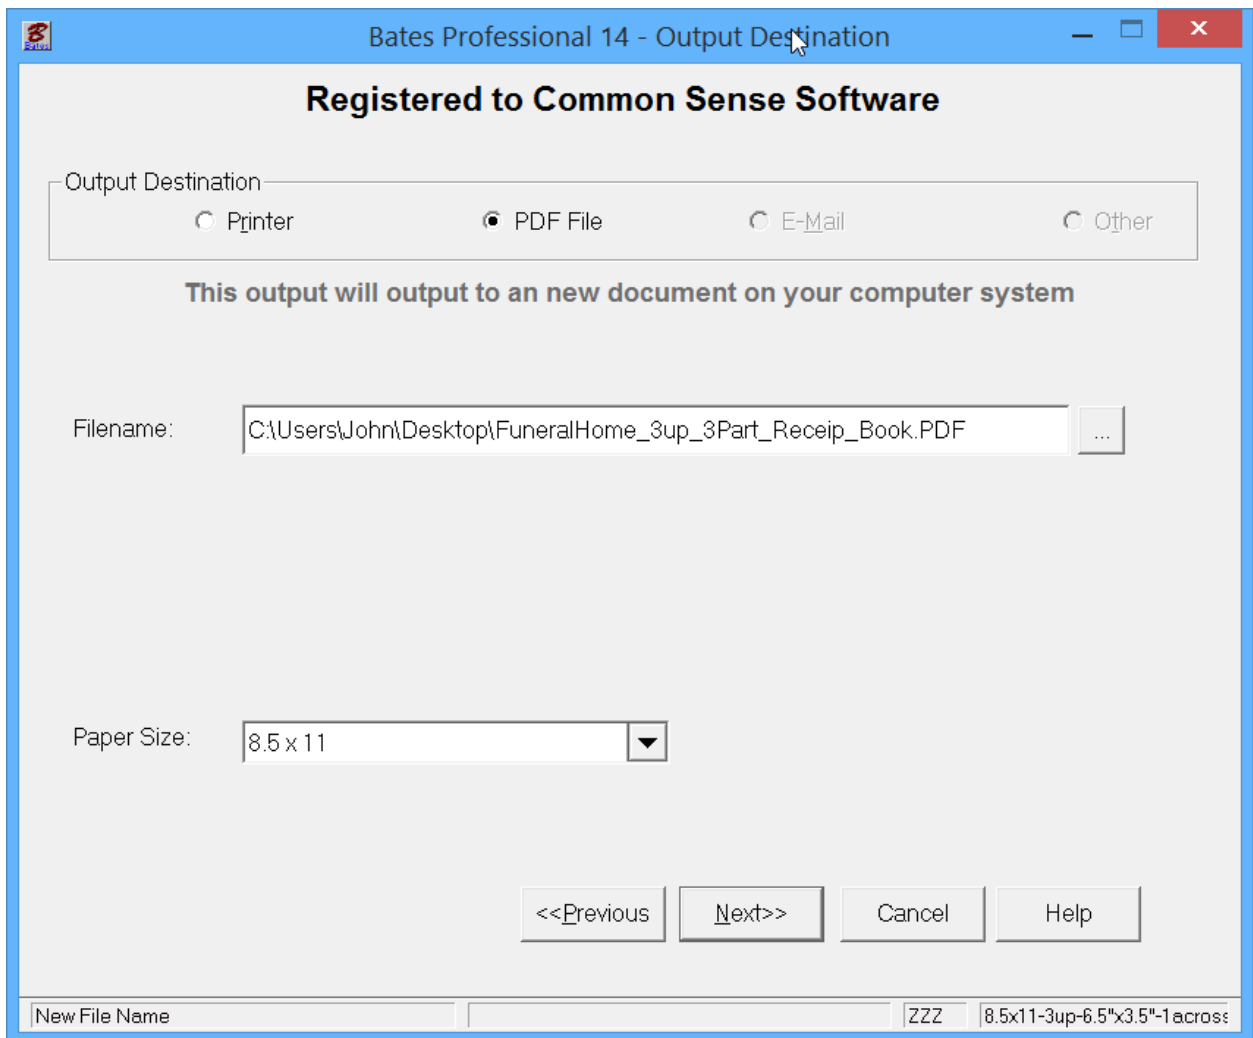 B
Bates
Bates Professional 14 - Output Destination
Registered to Common Sense Software
Output Destination
Printer PDF File E-Mail Other
This output will output to an new document on your computer system
Filename: C:\Users\John\Desktop\FuneralHome_3up_3Part_Receip_Book.PDF ...
Paper Size: 8.5 x 11
<<Previous Next>> Cancel Help
New File Name ZZZ 8.5x11-3up-6.5"x3.5"-1across